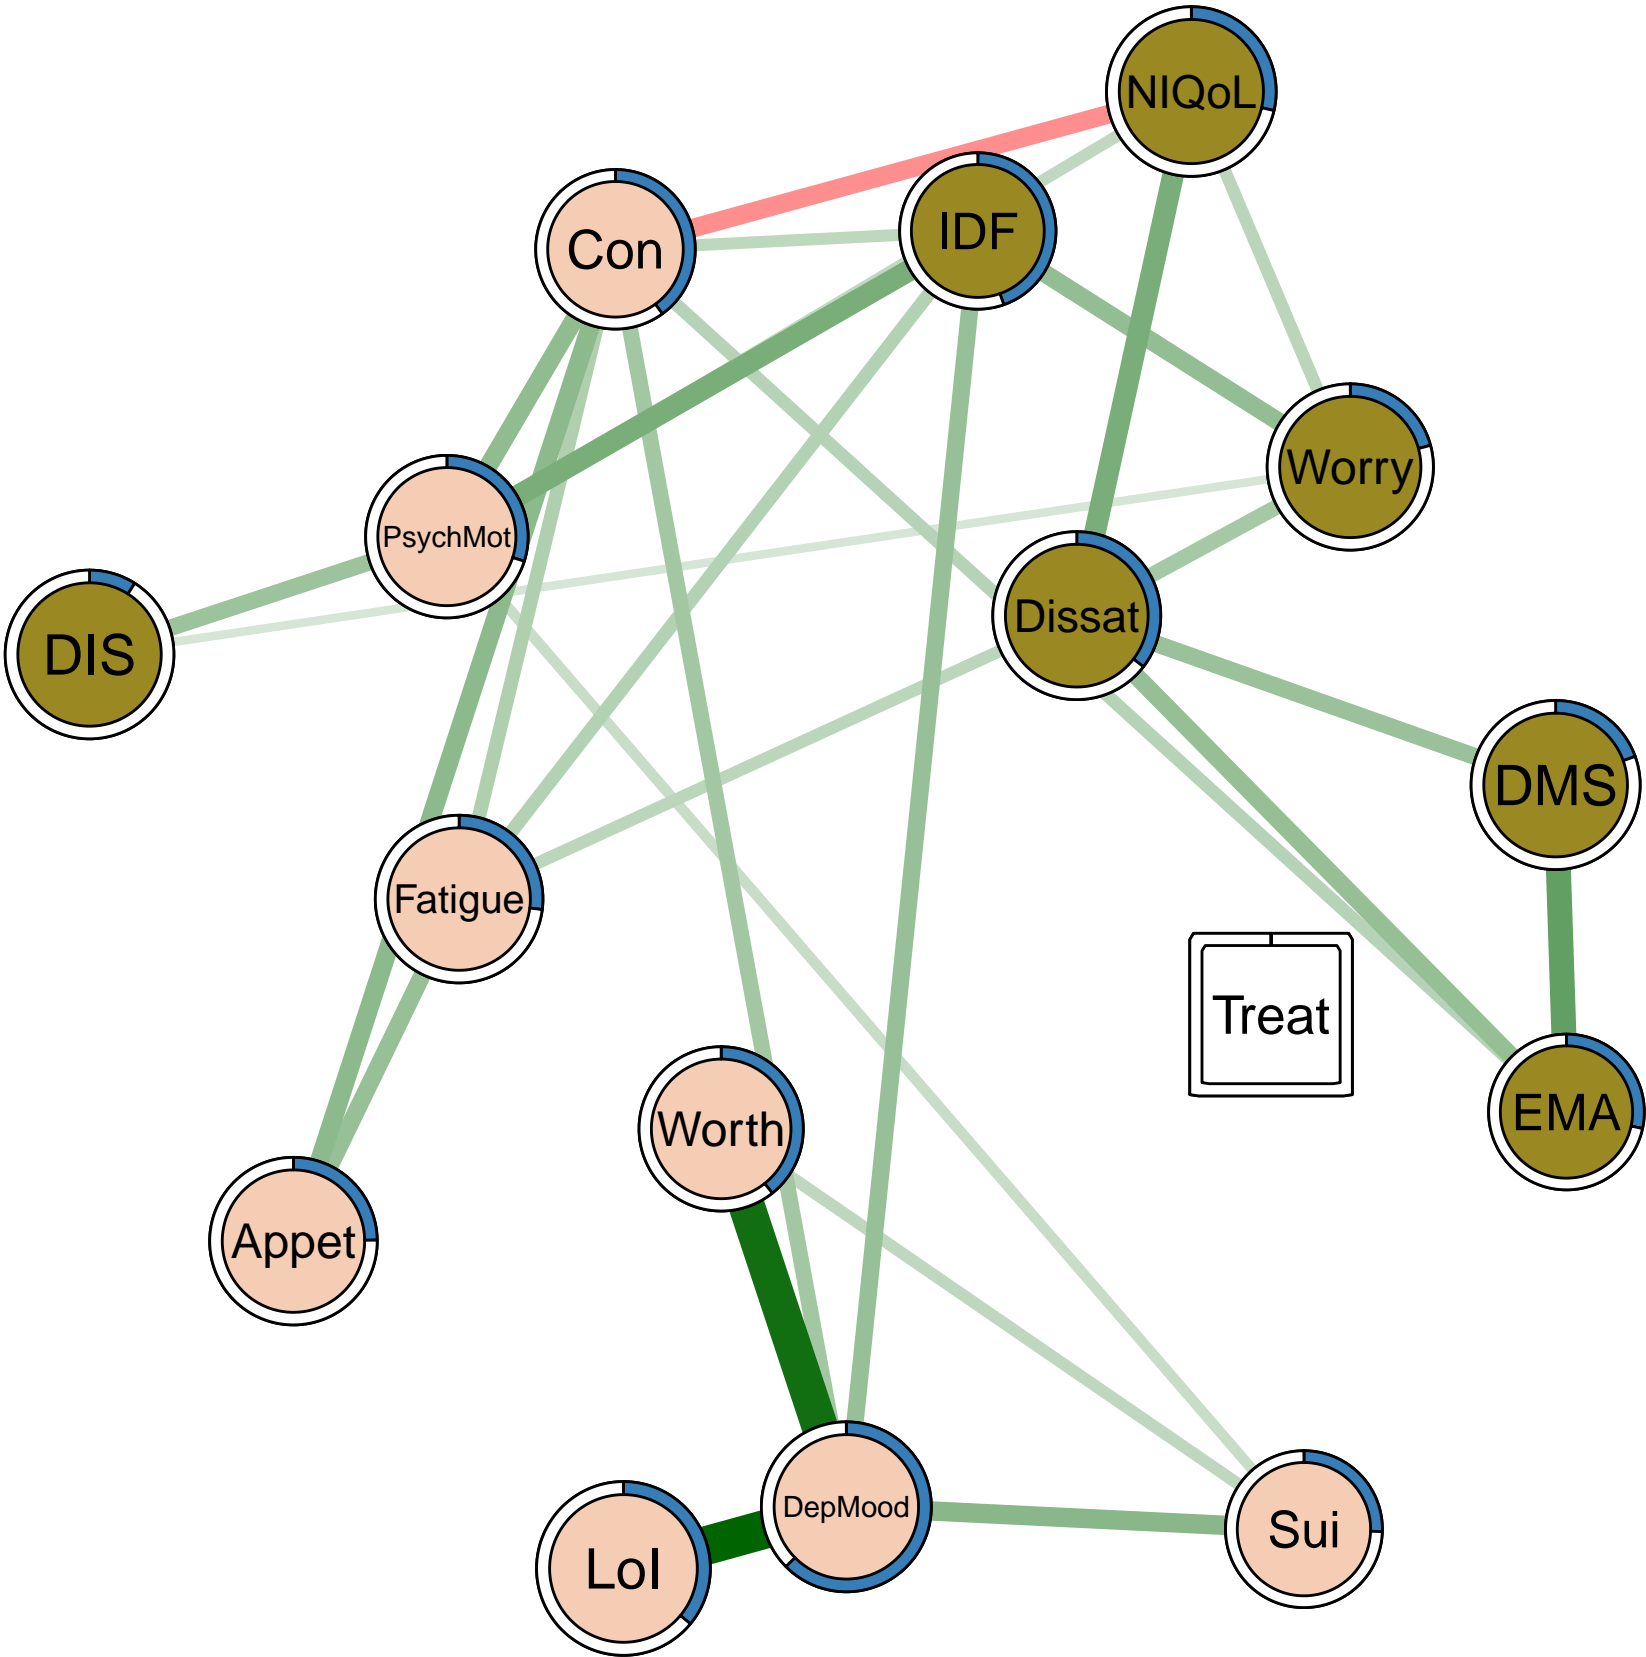 NIQoL
IDF
Con
Worry
PsychMot
Dissat
DIS
DMS
Fatigue
Treat
EMA
Worth
Appet
DepMood
Sui
LoI